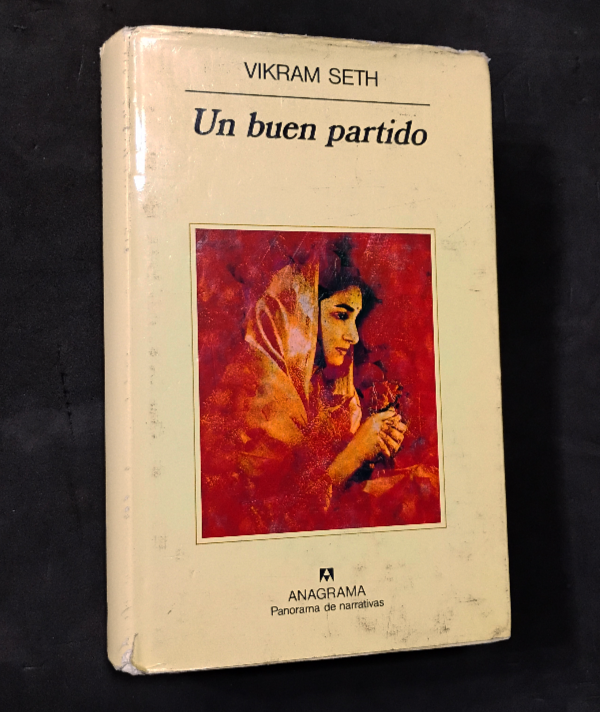 VIKRAM SETH
Un buen partido
ANAGRAMA
Panorama de narrativas